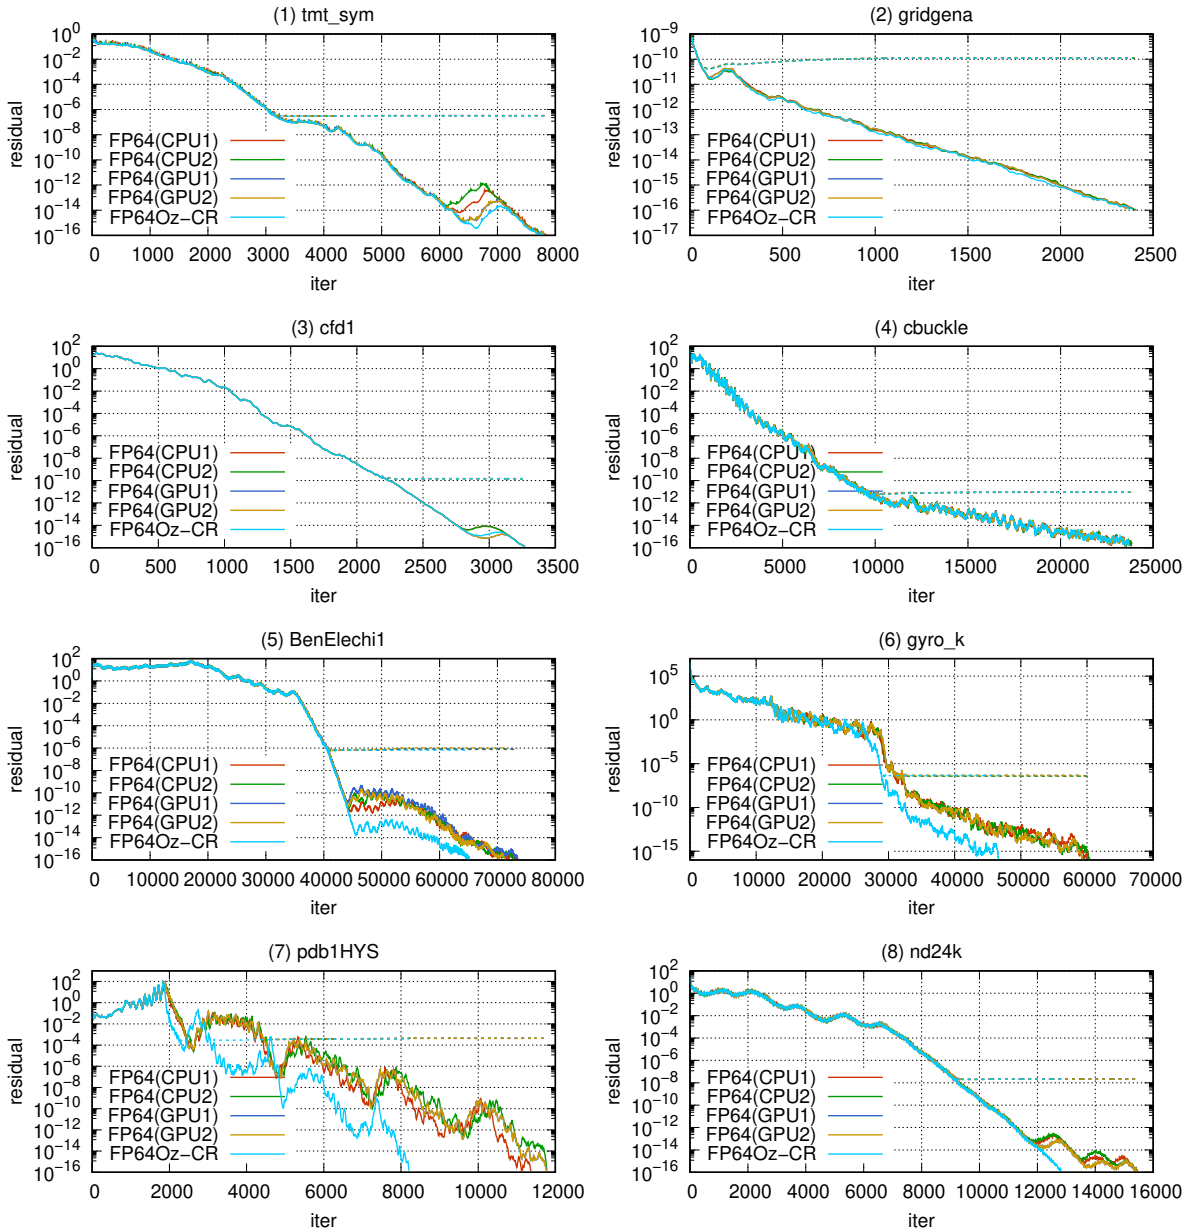 (1) tmt_sym
residual
10^0
10^-2
10^-4
10^-6
10^-8
10^-10
10^-12
10^-14
10^-16
FP64(CPU1)
FP64(CPU2)
FP64(GPU1)
FP64(GPU2)
FP64Oz-CR
0 1000 2000 3000 4000 5000 6000 7000 8000
iter
(2) gridgena
residual
10^-9
10^-10
10^-11
10^-12
10^-13
10^-14
10^-15
10^-16
10^-17
FP64(CPU1)
FP64(CPU2)
FP64(GPU1)
FP64(GPU2)
FP64Oz-CR
0 500 1000 1500 2000 2500
iter
(3) cfd1
residual
10^2
10^0
10^-2
10^-4
10^-6
10^-8
10^-10
10^-12
10^-14
10^-16
FP64(CPU1)
FP64(CPU2)
FP64(GPU1)
FP64(GPU2)
FP64Oz-CR
0 500 1000 1500 2000 2500 3000 3500
iter
(4) cbuckle
residual
10^2
10^0
10^-2
10^-4
10^-6
10^-8
10^-10
10^-12
10^-14
10^-16
FP64(CPU1)
FP64(CPU2)
FP64(GPU1)
FP64(GPU2)
FP64Oz-CR
0 5000 10000 15000 20000 25000
iter
(5) BenElechi1
residual
10^2
10^0
10^-2
10^-4
10^-6
10^-8
10^-10
10^-12
10^-14
10^-16
FP64(CPU1)
FP64(CPU2)
FP64(GPU1)
FP64(GPU2)
FP64Oz-CR
0 10000 20000 30000 40000 50000 60000 70000 80000
iter
(6) gyro_k
residual
10^5
10^0
10^-5
10^-10
10^-15
FP64(CPU1)
FP64(CPU2)
FP64(GPU1)
FP64(GPU2)
FP64Oz-CR
0 10000 20000 30000 40000 50000 60000 70000
iter
(7) pdb1HYS
residual
10^2
10^0
10^-2
10^-4
10^-6
10^-8
10^-10
10^-12
10^-14
10^-16
FP64(CPU1)
FP64(CPU2)
FP64(GPU1)
FP64(GPU2)
FP64Oz-CR
0 2000 4000 6000 8000 10000 12000
iter
(8) nd24k
residual
10^2
10^0
10^-2
10^-4
10^-6
10^-8
10^-10
10^-12
10^-14
10^-16
FP64(CPU1)
FP64(CPU2)
FP64(GPU1)
FP64(GPU2)
FP64Oz-CR
0 2000 4000 6000 8000 10000 12000 14000 16000
iter